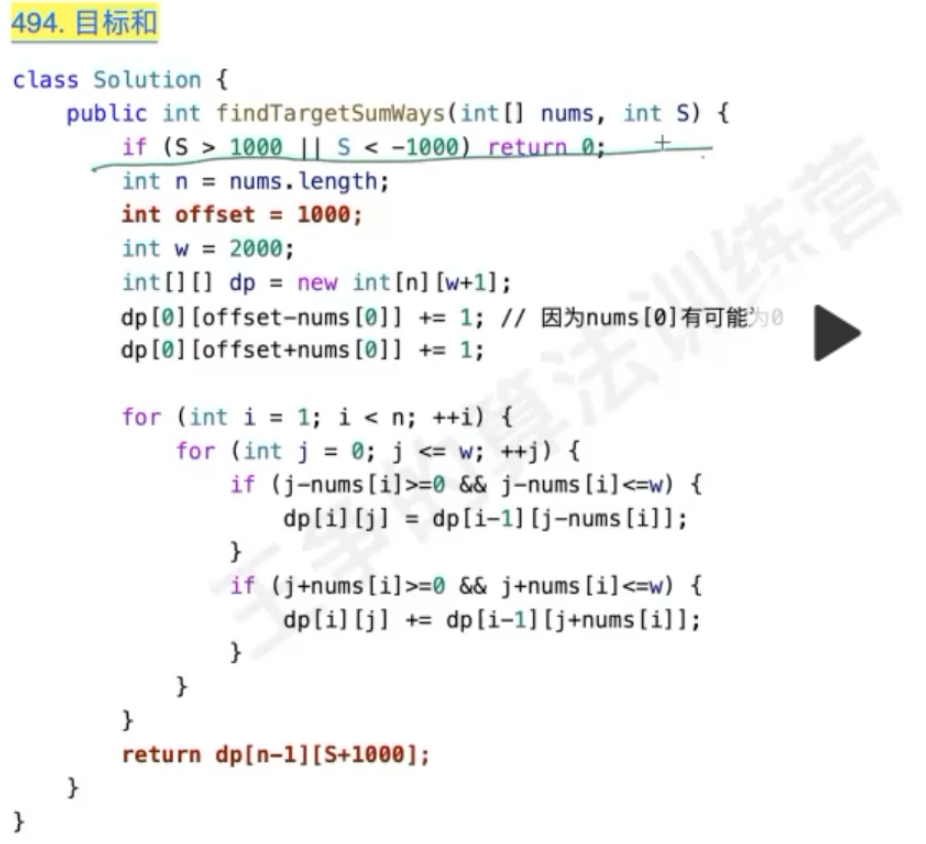 494. 目标和
class Solution {
    public int findTargetSumWays(int[] nums, int S) {
        if (S > 1000 || S < -1000) return 0;
        int n = nums.length;
        int offset = 1000;
        int w = 2000;
        int[][] dp = new int[n][w+1];
        dp[0][offset-nums[0]] += 1; // 因为nums[0]有可能为0
        dp[0][offset+nums[0]] += 1;
        for (int i = 1; i < n; ++i) {
            for (int j = 0; j <= w; ++j) {
                if (j-nums[i]>=0 && j-nums[i]<=w) {
                    dp[i][j] = dp[i-1][j-nums[i]];
                }
                if (j+nums[i]>=0 && j+nums[i]<=w) {
                    dp[i][j] += dp[i-1][j+nums[i]];
                }
            }
        }
        return dp[n-1][S+1000];
    }
}
王争的算法训练营